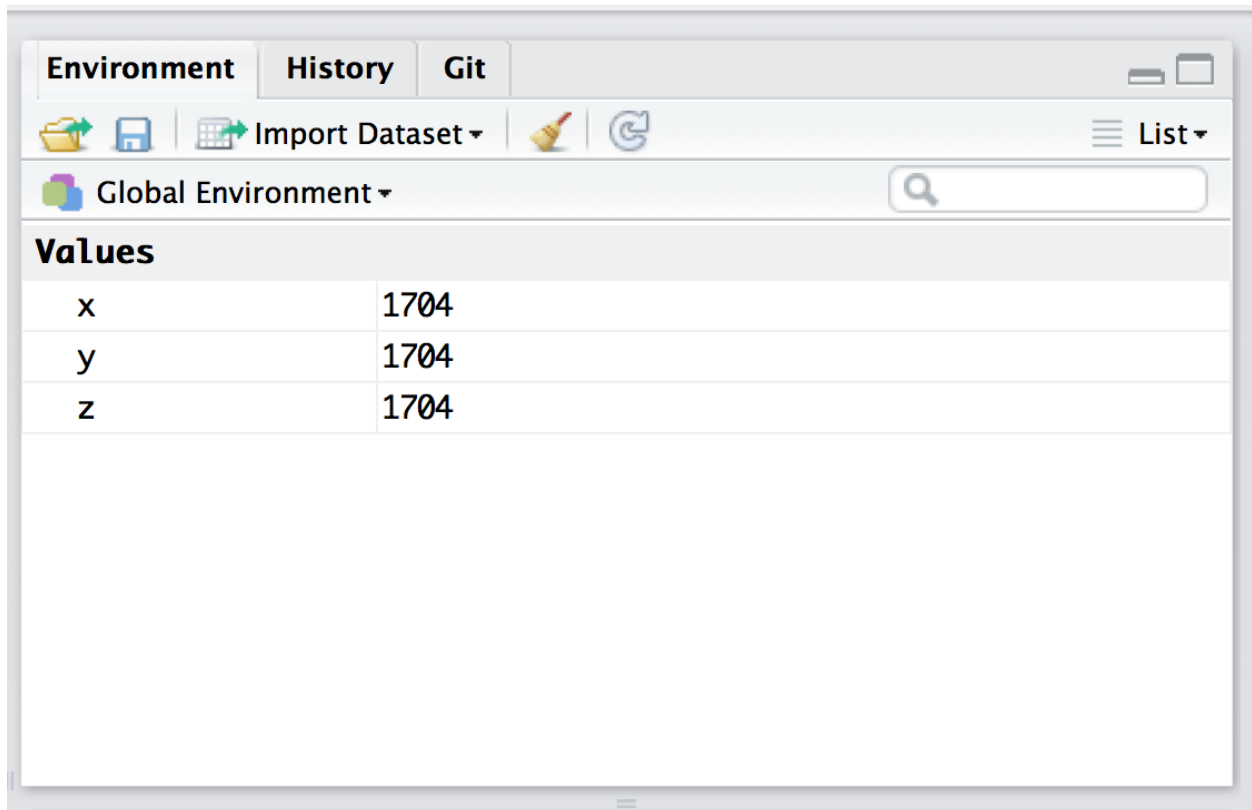 Environment History Git
Import Dataset List
Global Environment
Values
x 1704
y 1704
z 1704